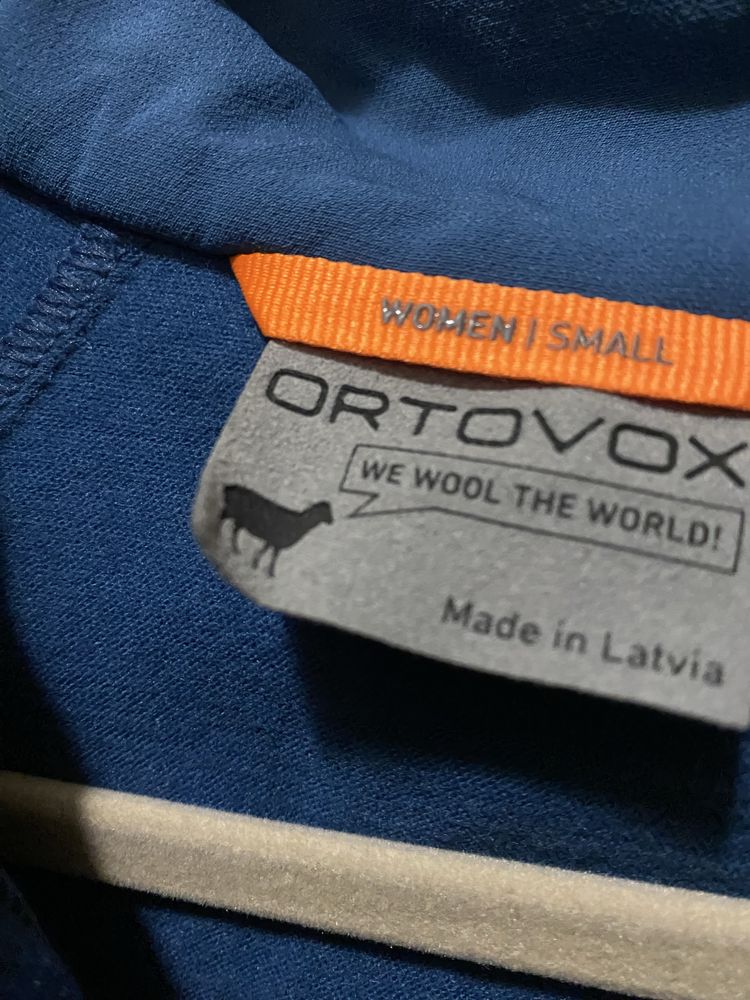 WOMEN | SMALL
ORTOVOX
WE WOOL THE WORLD!
Made in Latvia